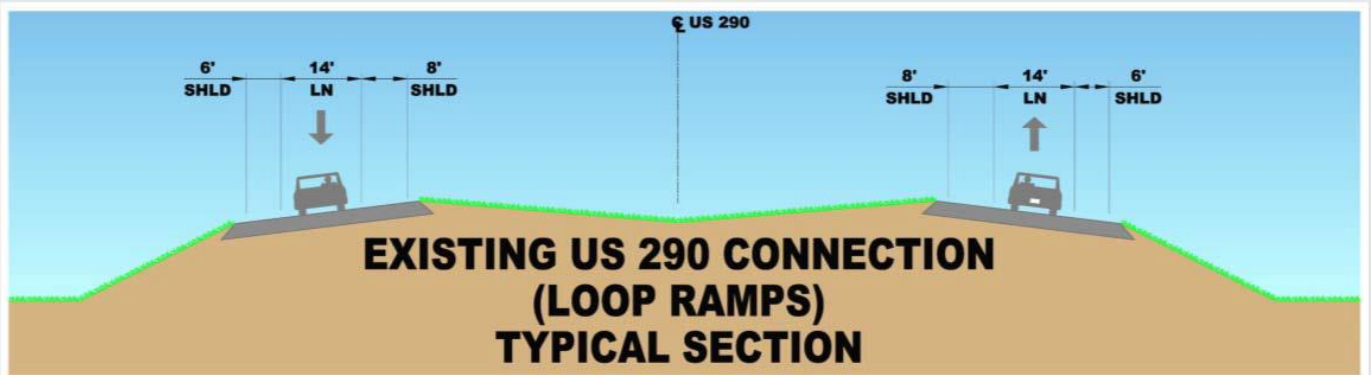 ℄ US 290
6' 14' 8'
SHLD LN SHLD
8' 14' 6'
SHLD LN SHLD
EXISTING US 290 CONNECTION
(LOOP RAMPS)
TYPICAL SECTION